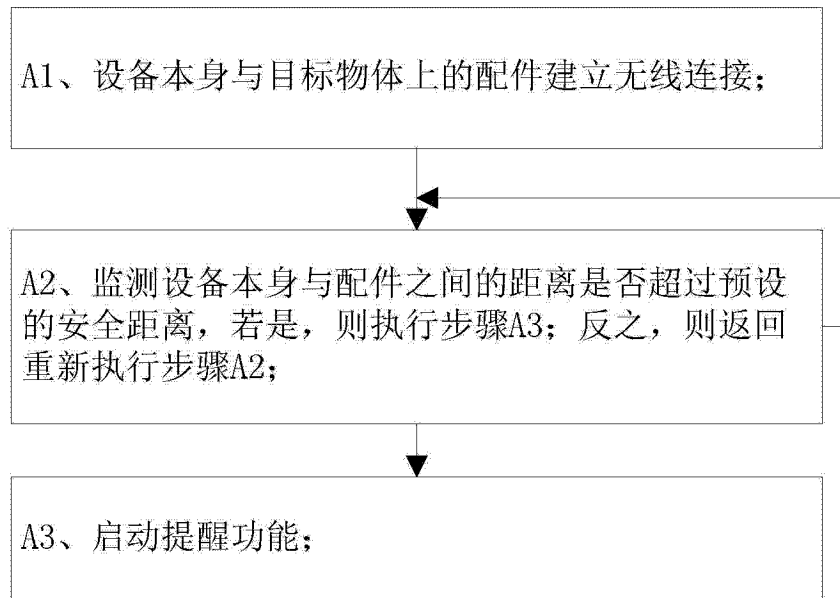 A1、设备本身与目标物体上的配件建立无线连接;
A2、监测设备本身与配件之间的距离是否超过预设
的安全距离，若是，则执行步骤A3；反之，则返回
重新执行步骤A2;
A3、启动提醒功能;